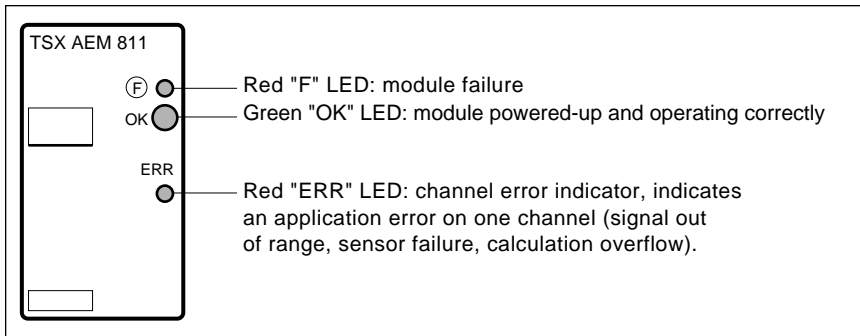 TSX AEM 811
F
Red "F" LED: module failure
OK
Green "OK" LED: module powered-up and operating correctly
ERR
Red "ERR" LED: channel error indicator, indicates
an application error on one channel (signal out
of range, sensor failure, calculation overflow).